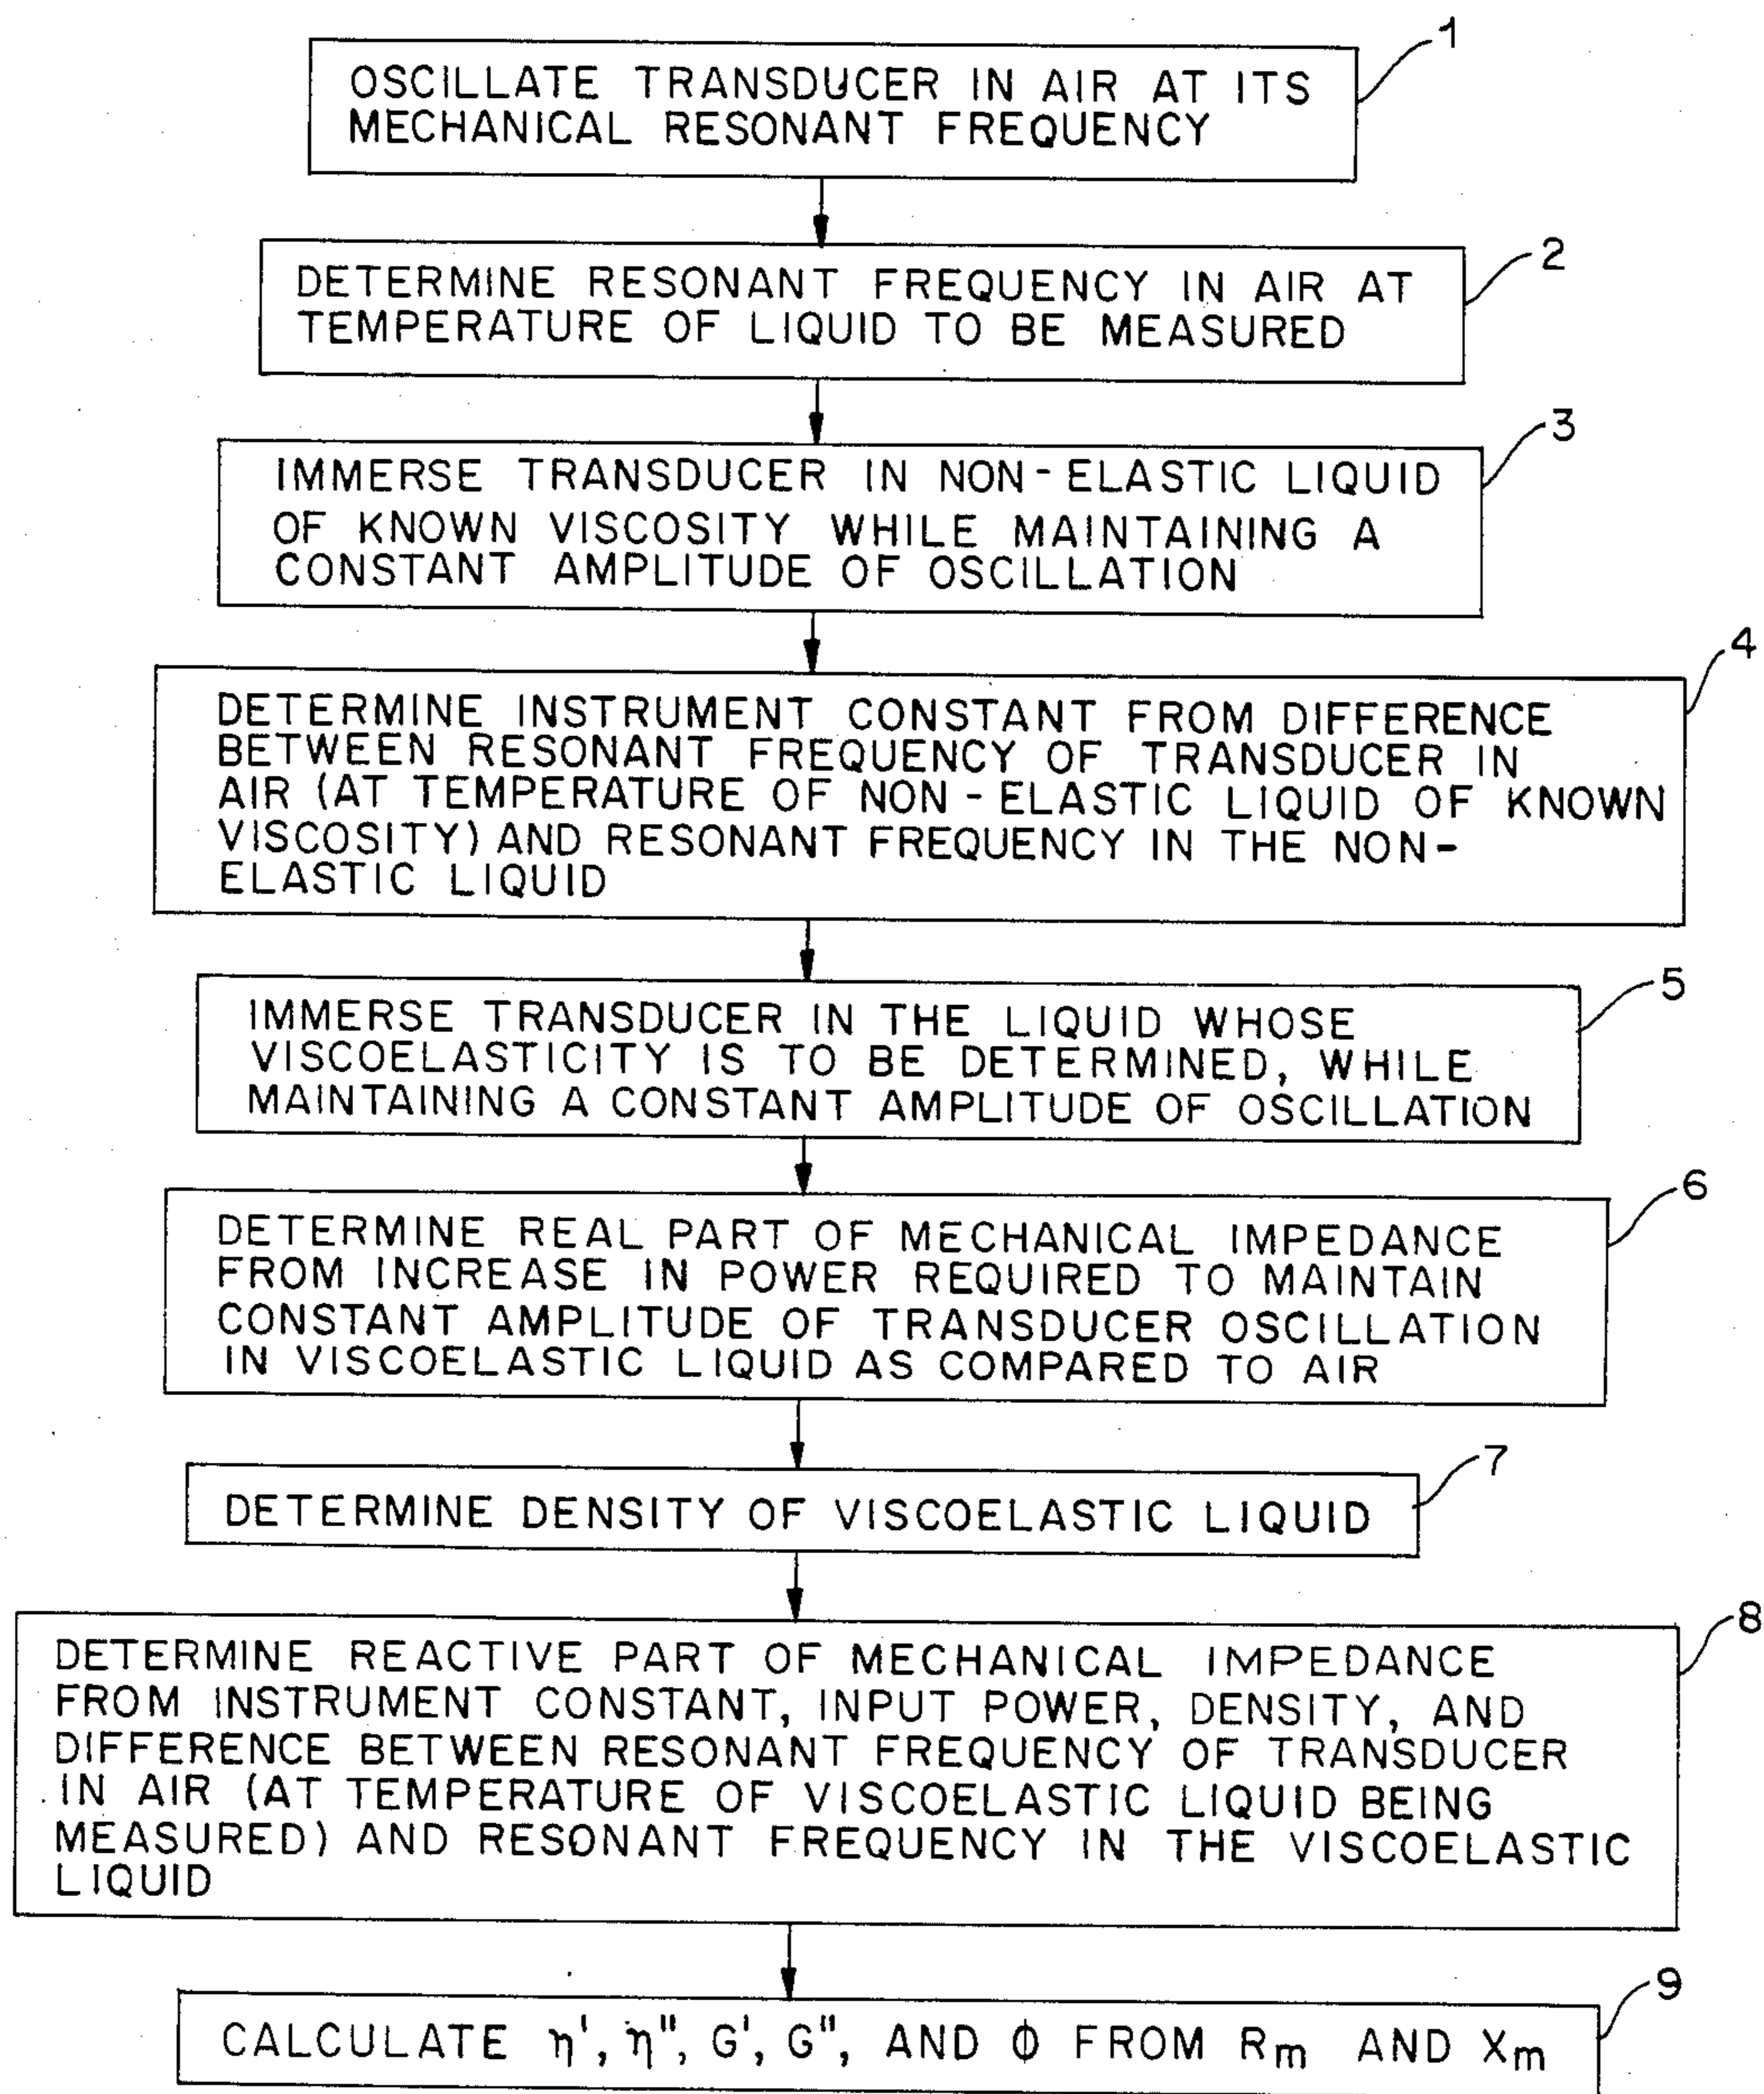 1
OSCILLATE TRANSDUCER IN AIR AT ITS
MECHANICAL RESONANT FREQUENCY
2
DETERMINE RESONANT FREQUENCY IN AIR AT
TEMPERATURE OF LIQUID TO BE MEASURED
3
IMMERSE TRANSDUCER IN NON-ELASTIC LIQUID
OF KNOWN VISCOSITY WHILE MAINTAINING A
CONSTANT AMPLITUDE OF OSCILLATION
4
DETERMINE INSTRUMENT CONSTANT FROM DIFFERENCE
BETWEEN RESONANT FREQUENCY OF TRANSDUCER IN
AIR (AT TEMPERATURE OF NON-ELASTIC LIQUID OF KNOWN
VISCOSITY) AND RESONANT FREQUENCY IN THE NON-
ELASTIC LIQUID
5
IMMERSE TRANSDUCER IN THE LIQUID WHOSE
VISCOELASTICITY IS TO BE DETERMINED, WHILE
MAINTAINING A CONSTANT AMPLITUDE OF OSCILLATION
6
DETERMINE REAL PART OF MECHANICAL IMPEDANCE
FROM INCREASE IN POWER REQUIRED TO MAINTAIN
CONSTANT AMPLITUDE OF TRANSDUCER OSCILLATION
IN VISCOELASTIC LIQUID AS COMPARED TO AIR
7
DETERMINE DENSITY OF VISCOELASTIC LIQUID
8
DETERMINE REACTIVE PART OF MECHANICAL IMPEDANCE
FROM INSTRUMENT CONSTANT, INPUT POWER, DENSITY, AND
DIFFERENCE BETWEEN RESONANT FREQUENCY OF TRANSDUCER
IN AIR (AT TEMPERATURE OF VISCOELASTIC LIQUID BEING
MEASURED) AND RESONANT FREQUENCY IN THE VISCOELASTIC
LIQUID
9
CALCULATE η', η", G', G", AND ϕ FROM Rm AND Xm